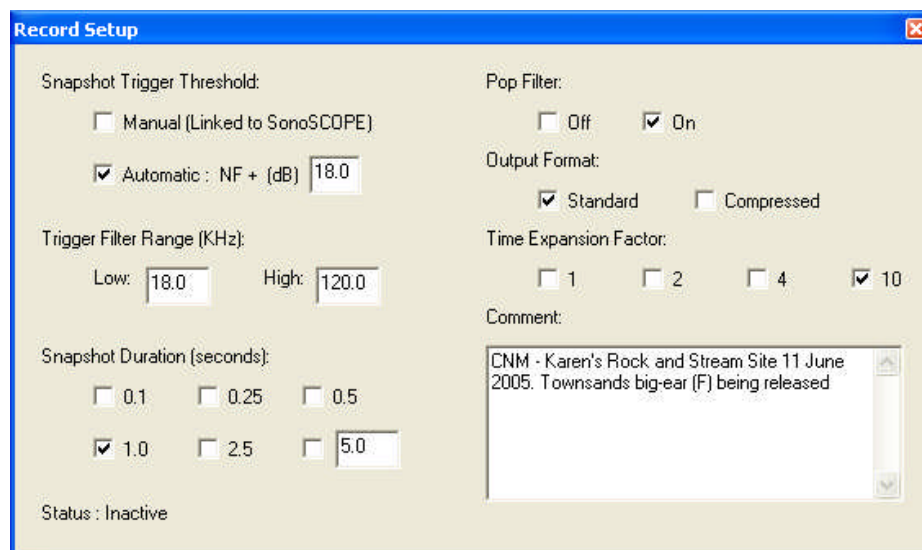 Record Setup
Snapshot Trigger Threshold:
Manual (Linked to SonoSCOPE)
Automatic : NF + (dB) 18.0
Trigger Filter Range (KHz):
Low: 18.0 High: 120.0
Snapshot Duration (seconds):
0.1 0.25 0.5
1.0 2.5 5.0
Status : Inactive
Pop Filter:
Off On
Output Format:
Standard Compressed
Time Expansion Factor:
1 2 4 10
Comment:
CNM - Karen's Rock and Stream Site 11 June
2005. Townsands big-ear (F) being released